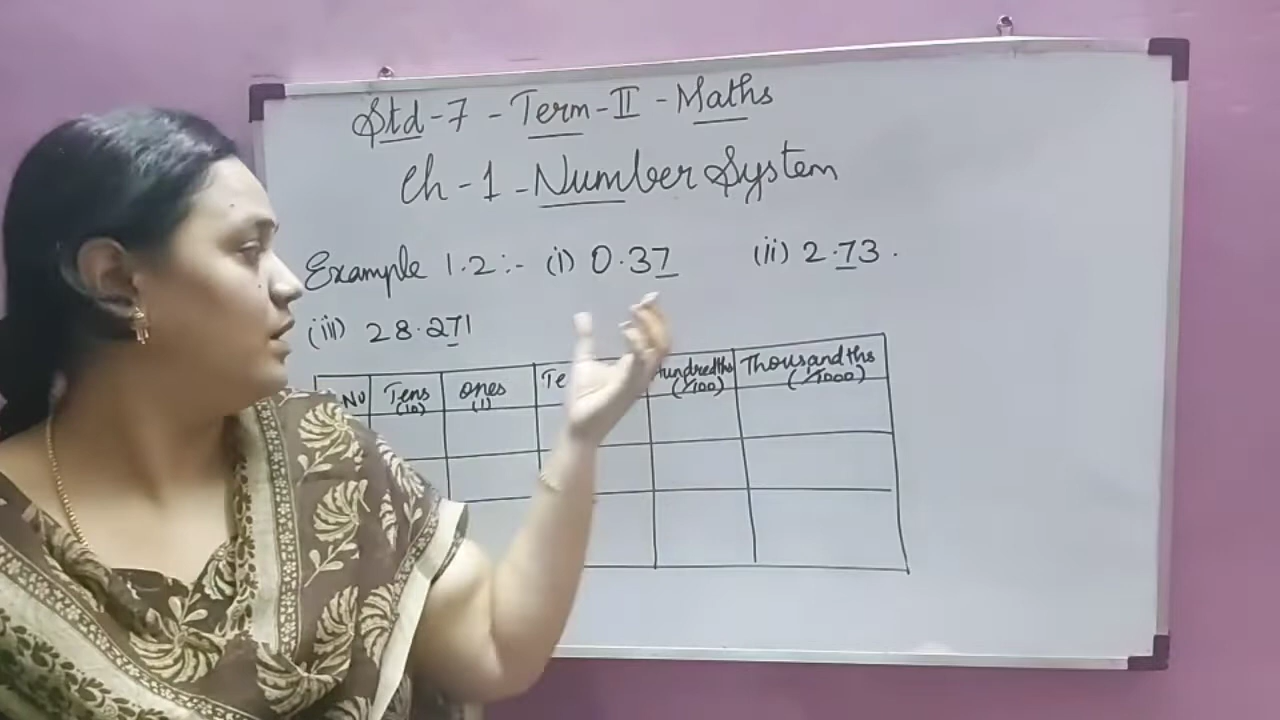 Std-7 - Term-II - Maths
Ch-1 - Number System
Example 1.2:- (i) 0.37 (ii) 2.73.
(iii) 28.271
No Tens Ones Hundredths Thousandths
(10) (1) (1/100) (1/1000)